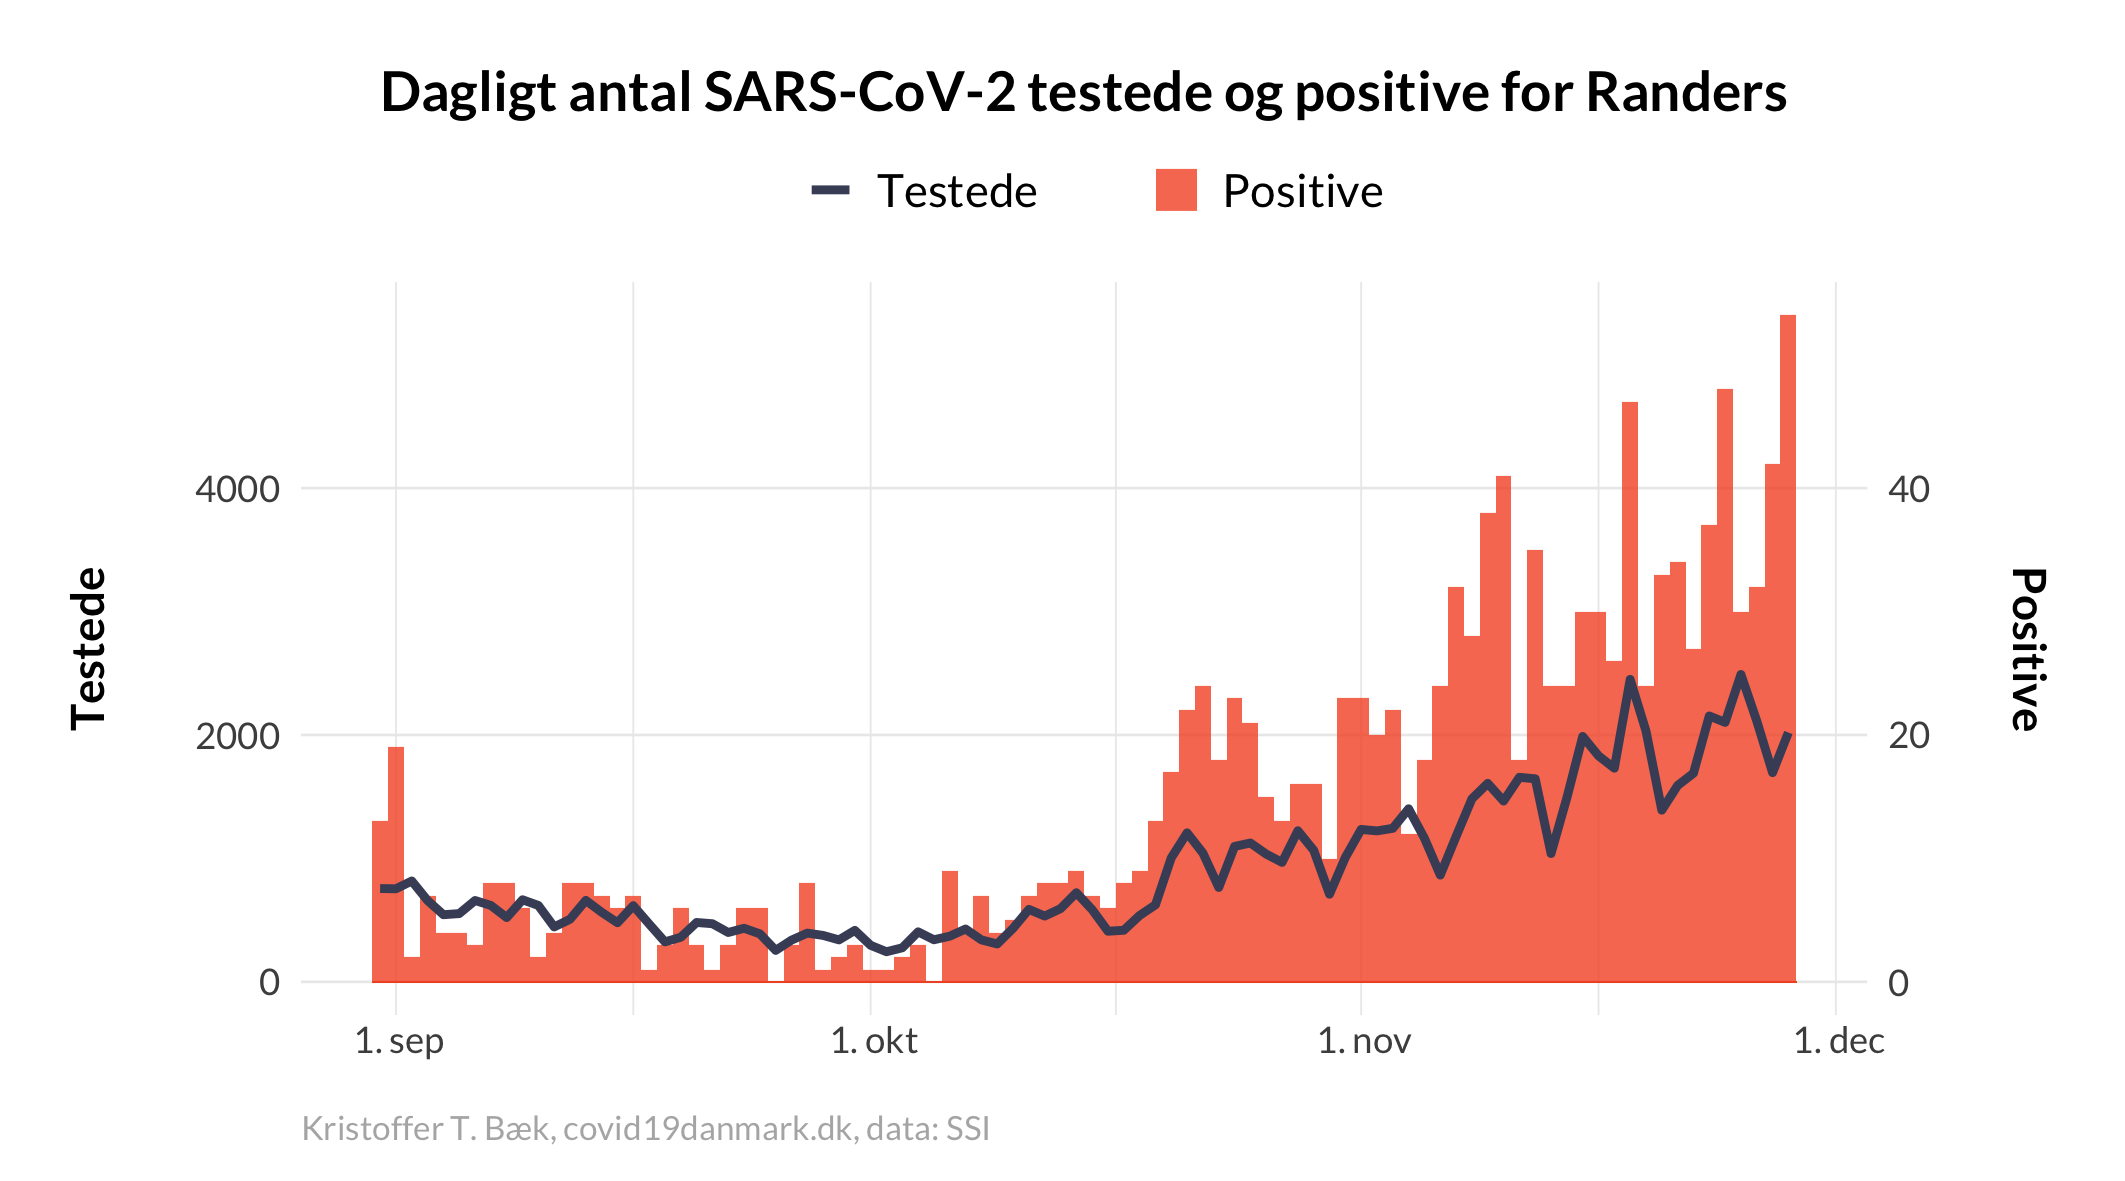 Dagligt antal SARS-CoV-2 testede og positive for Randers
Testede
Positive
4000
2000
0
Testede
40
20
0
Positive
1. sep
1. okt
1. nov
1. dec
Kristoffer T. Bæk, covid19danmark.dk, data: SSI